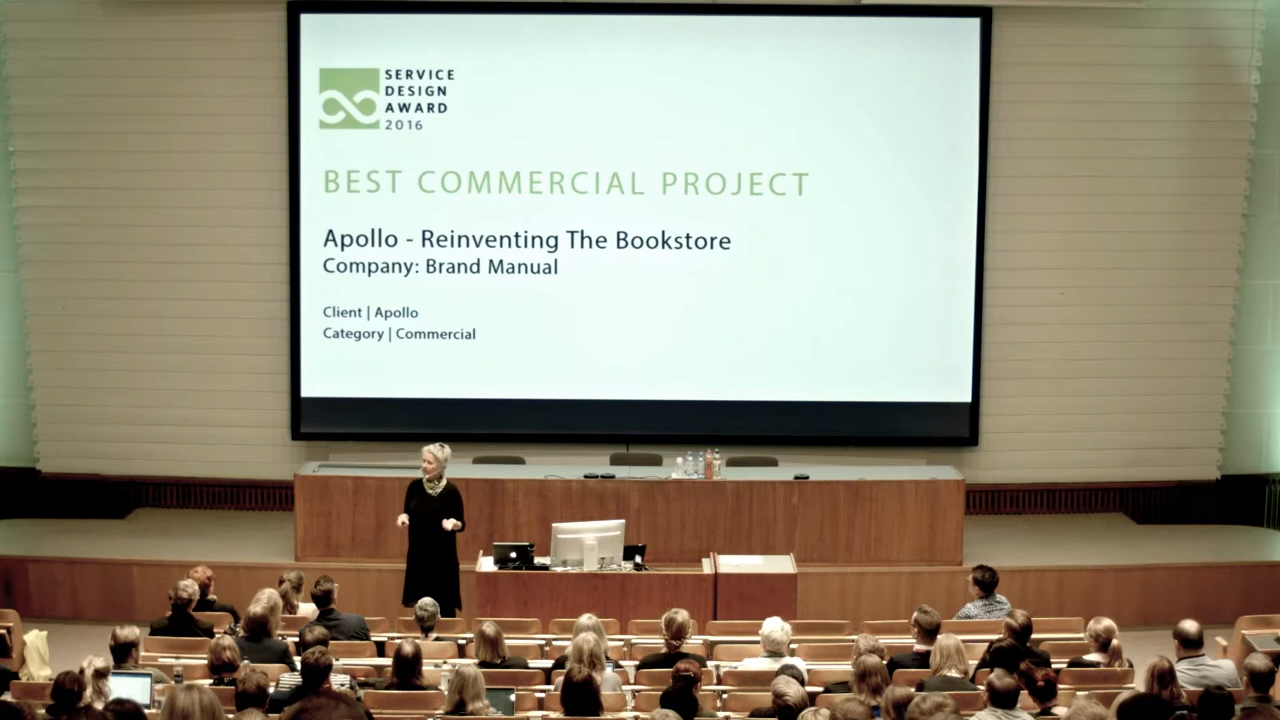 SERVICE
DESIGN
AWARD
2016
BEST COMMERCIAL PROJECT
Apollo - Reinventing The Bookstore
Company: Brand Manual
Client | Apollo
Category | Commercial